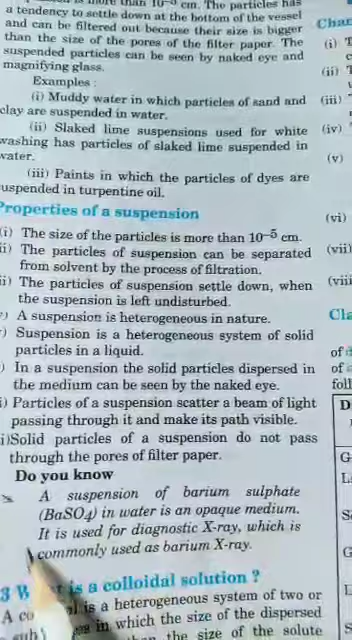 is more than 10⁻⁵ cm. The particles has
a tendency to settle down at the bottom of the vessel
and can be filtered out because their size is bigger
than the size of the pores of the filter paper. The
suspended particles can be seen by naked eye and
magnifying glass.
Examples :
(i) Muddy water in which particles of sand and
clay are suspended in water.
(ii) Slaked lime suspensions used for white
washing has particles of slaked lime suspended in
water.
(iii) Paints in which the particles of dyes are
suspended in turpentine oil.
Properties of a suspension
(i) The size of the particles is more than 10⁻⁵ cm.
ii) The particles of suspension can be separated
from solvent by the process of filtration.
ii) The particles of suspension settle down, when
the suspension is left undisturbed.
) A suspension is heterogeneous in nature.
) Suspension is a heterogeneous system of solid
particles in a liquid.
) In a suspension the solid particles dispersed in
the medium can be seen by the naked eye.
i) Particles of a suspension scatter a beam of light
passing through it and make its path visible.
i)Solid particles of a suspension do not pass
through the pores of filter paper.
Do you know
A suspension of barium sulphate
(BaSO₄) in water is an opaque medium.
It is used for diagnostic X-ray, which is
commonly used as barium X-ray.
3 W t is a colloidal solution ?
A co al is a heterogeneous system of two or
in which the size of the dispersed
the size of the solute
Char
(i)
(ii)
(iii)
(iv)
(v)
(vi)
(vii)
(viii
Cla
of
of
foll
D
G
S
G